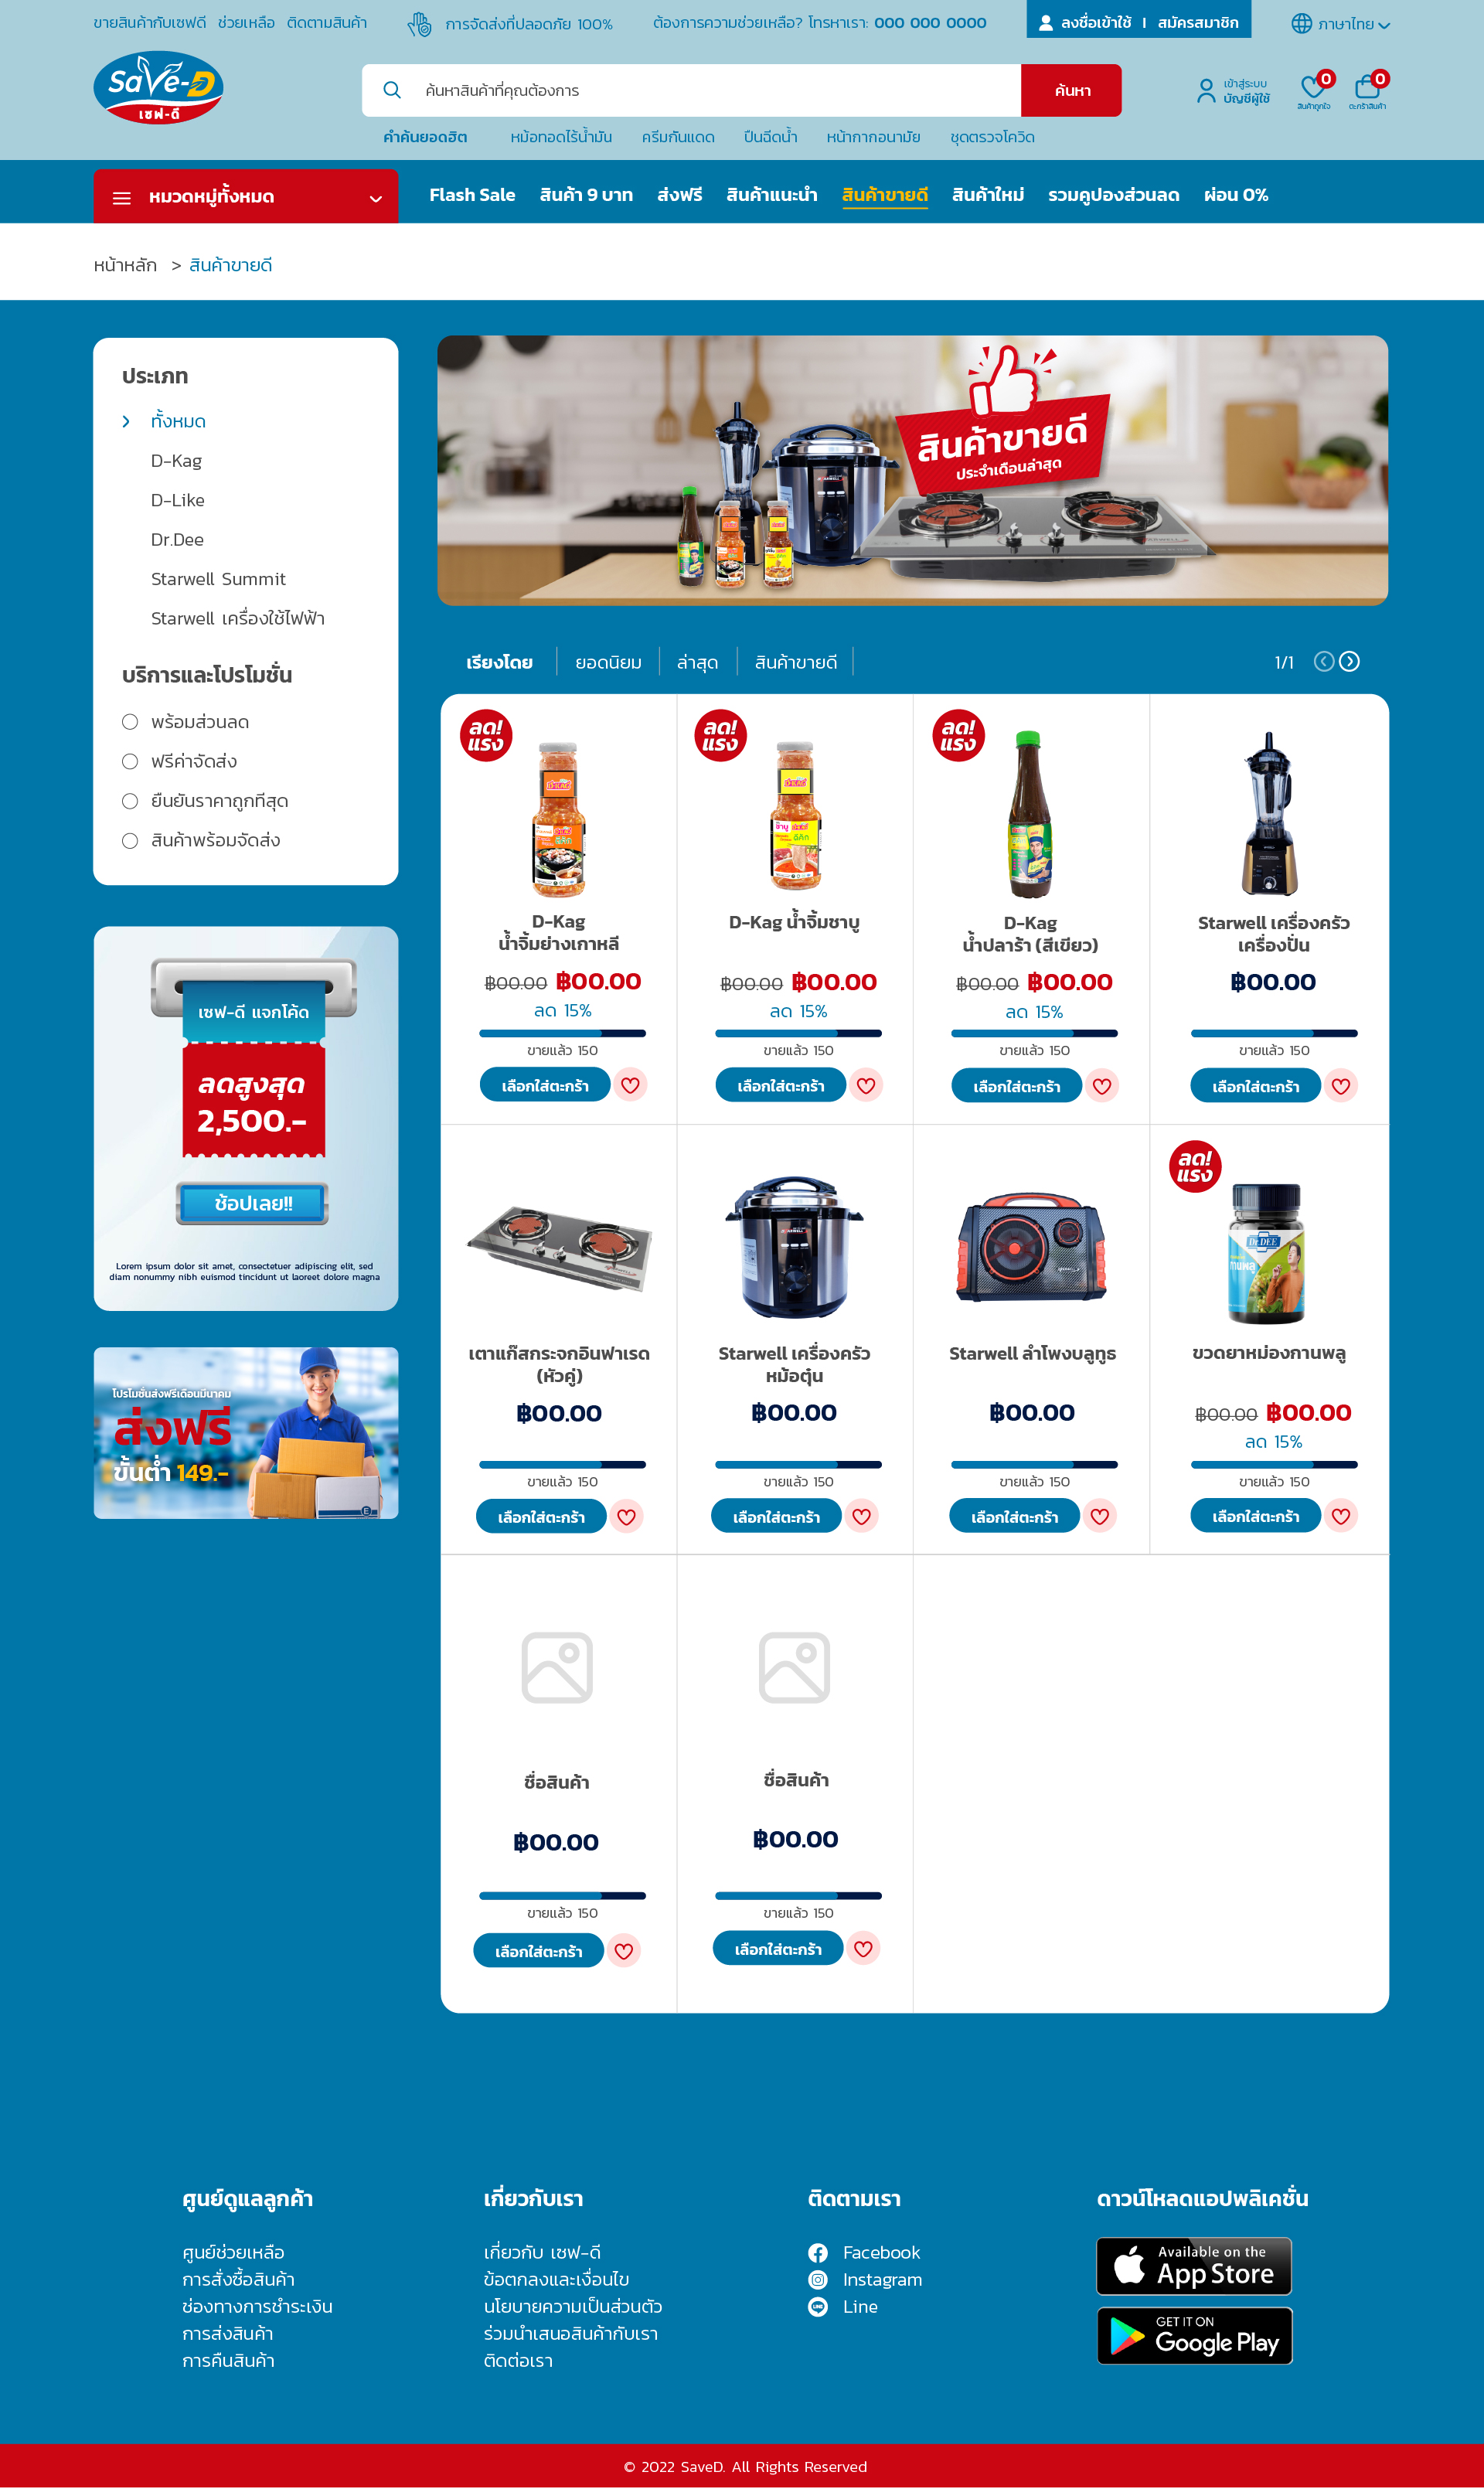 ขายสินค้ากับเซฟดี ช่วยเหลือ ติดตามสินค้า
การจัดส่งที่ปลอดภัย 100%
ต้องการความช่วยเหลือ? โทรหาเรา: 000 000 0000
ลงชื่อเข้าใช้ I สมัครสมาชิก
ภาษาไทย
SaVe-D
เซฟ-ดี
ค้นหาสินค้าที่คุณต้องการ
ค้นหา
เข้าสู่ระบบ
บัญชีผู้ใช้
0
สินค้าถูกใจ
0
ตะกร้าสินค้า
คำค้นยอดฮิต หม้อทอดไร้น้ำมัน ครีมกันแดด ปืนฉีดน้ำ หน้ากากอนามัย ชุดตรวจโควิด
หมวดหมู่ทั้งหมด
Flash Sale สินค้า 9 บาท ส่งฟรี สินค้าแนะนำ สินค้าขายดี สินค้าใหม่ รวมคูปองส่วนลด ผ่อน 0%
หน้าหลัก > สินค้าขายดี
ประเภท
ทั้งหมด
D-Kag
D-Like
Dr.Dee
Starwell Summit
Starwell เครื่องใช้ไฟฟ้า
บริการและโปรโมชั่น
พร้อมส่วนลด
ฟรีค่าจัดส่ง
ยืนยันราคาถูกที่สุด
สินค้าพร้อมจัดส่ง
เซฟ-ดี แจกโค้ด
ลดสูงสุด
2,500.-
ช้อปเลย!!
Lorem ipsum dolor sit amet, consectetuer adipiscing elit, sed
diam nonummy nibh euismod tincidunt ut laoreet dolore magna
โปรโมชั่นส่งฟรีเดือนมีนาคม
ส่งฟรี
ขั้นต่ำ 149.-
สินค้าขายดี
ประจำเดือนล่าสุด
เรียงโดย ยอดนิยม ล่าสุด สินค้าขายดี
1/1
ลด!
แรง
D-Kag
น้ำจิ้มย่างเกาหลี
฿00.00 ฿00.00
ลด 15%
ขายแล้ว 150
เลือกใส่ตะกร้า
ลด!
แรง
D-Kag น้ำจิ้มชาบู
฿00.00 ฿00.00
ลด 15%
ขายแล้ว 150
เลือกใส่ตะกร้า
ลด!
แรง
D-Kag
น้ำปลาร้า (สีเขียว)
฿00.00 ฿00.00
ลด 15%
ขายแล้ว 150
เลือกใส่ตะกร้า
Starwell เครื่องครัว
เครื่องปั่น
฿00.00
ขายแล้ว 150
เลือกใส่ตะกร้า
เตาแก๊สกระจกอินฟาเรด
(หัวคู่)
฿00.00
ขายแล้ว 150
เลือกใส่ตะกร้า
Starwell เครื่องครัว
หม้อตุ๋น
฿00.00
ขายแล้ว 150
เลือกใส่ตะกร้า
Starwell ลำโพงบลูทูธ
฿00.00
ขายแล้ว 150
เลือกใส่ตะกร้า
ลด!
แรง
Dr.DEE
กานพลู
ขวดยาหม่องกานพลู
฿00.00 ฿00.00
ลด 15%
ขายแล้ว 150
เลือกใส่ตะกร้า
ชื่อสินค้า
฿00.00
ขายแล้ว 150
เลือกใส่ตะกร้า
ชื่อสินค้า
฿00.00
ขายแล้ว 150
เลือกใส่ตะกร้า
ศูนย์ดูแลลูกค้า
ศูนย์ช่วยเหลือ
การสั่งซื้อสินค้า
ช่องทางการชำระเงิน
การส่งสินค้า
การคืนสินค้า
เกี่ยวกับเรา
เกี่ยวกับ เซฟ-ดี
ข้อตกลงและเงื่อนไข
นโยบายความเป็นส่วนตัว
ร่วมนำเสนอสินค้ากับเรา
ติดต่อเรา
ติดตามเรา
Facebook
Instagram
Line
ดาวน์โหลดแอปพลิเคชั่น
Available on the
App Store
GET IT ON
Google Play
© 2022 SaveD. All Rights Reserved